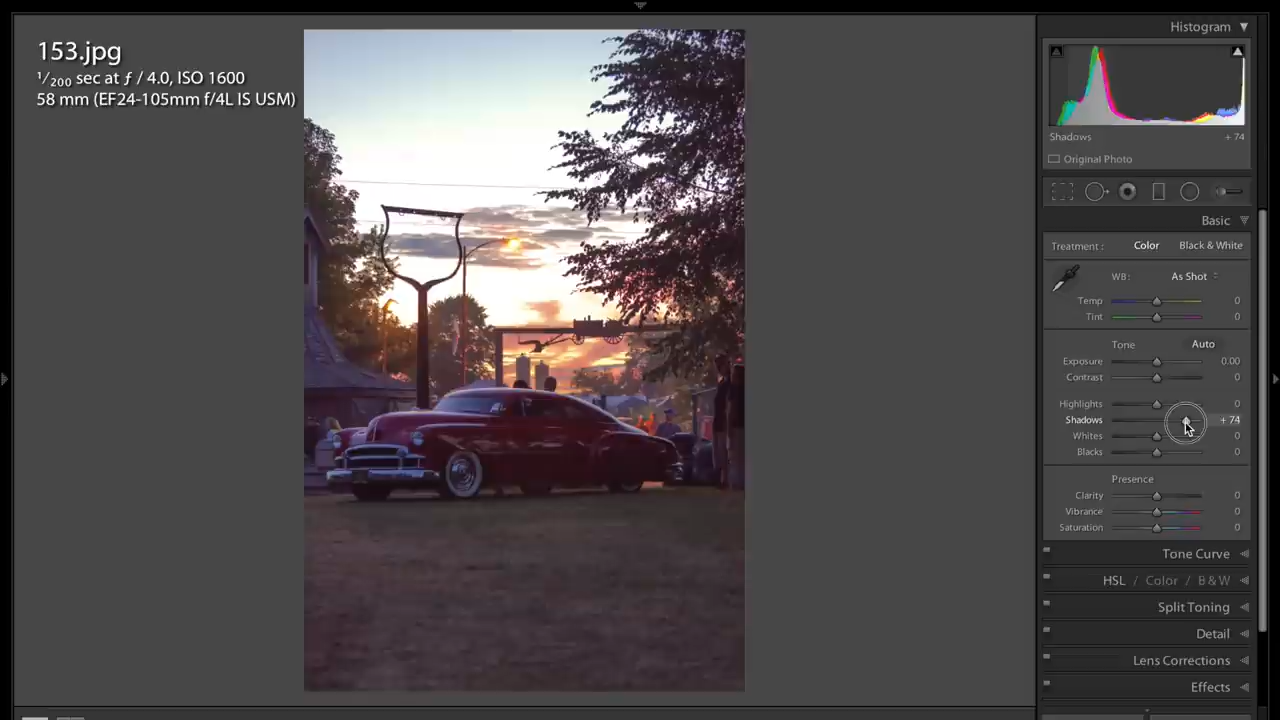 153.jpg
1/200 sec at ƒ / 4.0, ISO 1600
58 mm (EF24-105mm f/4L IS USM)
Histogram
Shadows + 74
Original Photo
Basic
Treatment : Color Black & White
WB: As Shot
Temp 0
Tint 0
Tone Auto
Exposure 0.00
Contrast 0
Highlights 0
Shadows + 74
Whites 0
Blacks 0
Presence
Clarity 0
Vibrance 0
Saturation 0
Tone Curve
HSL / Color / B & W
Split Toning
Detail
Lens Corrections
Effects